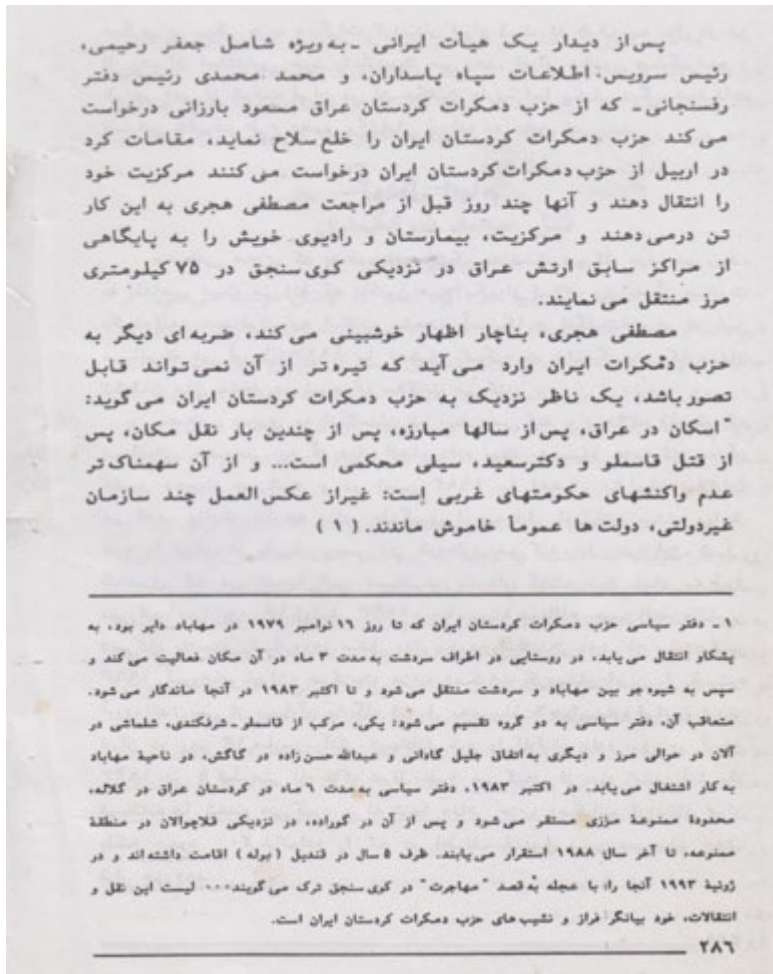 پس از دیدار یک هیأت ایرانی ـ به ویژه شامل جعفر رحیمی،
رئیس سرویس اطلاعات سپاه پاسداران، و محمد محمدی رئیس دفتر
رفسنجانی ـ که از حزب دمکرات کردستان عراق مسعود بارزانی درخواست
می کند حزب دمکرات کردستان ایران را خلع سلاح نماید، مقامات کرد
در اربیل از حزب دمکرات کردستان ایران درخواست می کنند مرکزیت خود
را انتقال دهند و آنها چند روز قبل از مراجعت مصطفی هجری به این کار
تن درمی دهند و مرکزیت، بیمارستان و رادیوی خویش را به پایگاهی
از مراکز سابق ارتش عراق در نزدیکی کوی سنجق در ۷۵ کیلومتری
مرز منتقل می نمایند.
مصطفی هجری، بناچار اظهار خوشبینی می کند، ضربه ای دیگر به
حزب دمکرات ایران وارد می آید که تیره تر از آن نمی تواند قابل
تصور باشد، یک ناظر نزدیک به حزب دمکرات کردستان ایران می گوید:
" اسکان در عراق، پس از سالها مبارزه، پس از چندین بار نقل مکان، پس
از قتل قاسملو و دکترسعید، سیلی محکمی است... و از آن سهمناک تر
عدم واکنشهای حکومتهای غربی است: غیراز عکس العمل چند سازمان
غیردولتی، دولت ها عموماً خاموش ماندند. ( ۱ )
۱ ـ دفتر سیاسی حزب دمکرات کردستان ایران که تا روز ۱۶ نوامبر ۱۹۷۹ در مهاباد دایر بود، به
پشکار انتقال می یابد، در روستایی در اطراف سردشت به مدت ۳ ماه در آن مکان فعالیت می کند و
سپس به شیره جو بین مهاباد و سردشت منتقل می شود و تا اکتبر ۱۹۸۳ در آنجا ماندگار می شود.
متعاقب آن، دفتر سیاسی به دو گروه تقسیم می شود: یکی، مرکب از قاسملو ـ شرفکندی، شلماشی در
آلان در حوالی مرز و دیگری به اتفاق جلیل گادانی و عبدالله حسن زاده در کاکش، در ناحیهٔ مهاباد
به کار اشتغال می یابد. در اکتبر ۱۹۸۳، دفتر سیاسی به مدت ۶ ماه در کردستان عراق در گلاله،
محدودهٔ ممنوعهٔ مرزی مستقر می شود و پس از آن در گوراده، در نزدیکی قلاچوالان در منطقهٔ
ممنوعه، تا آخر سال ۱۹۸۸ استقرار می یابند. ظرف ۵ سال در قندیل ( بوله ) اقامت داشته اند و در
ژوئیهٔ ۱۹۹۳ آنجا را، با عجله به قصد " مهاجرت " در کوی سنجق ترک می گویند... لیست این نقل و
انتقالات، خود بیانگر فراز و نشیب های حزب دمکرات کردستان ایران است.
۲۸۶